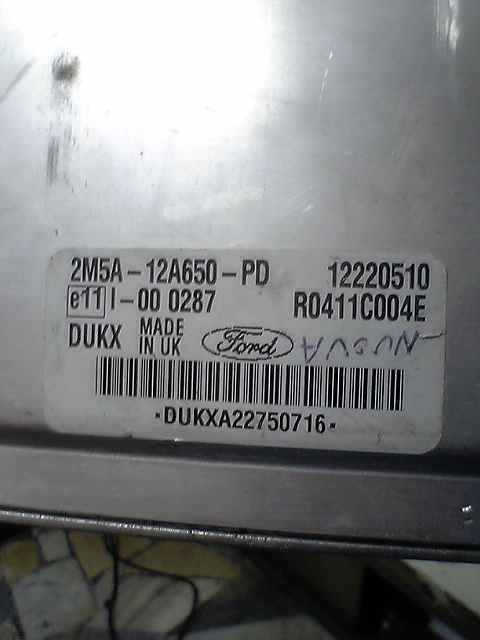 2M5A-12A650-PD 12220510
e11 I-00 0287 R0411C004E
DUKX MADE IN UK Ford NUOVA
-DUKXA22750716-